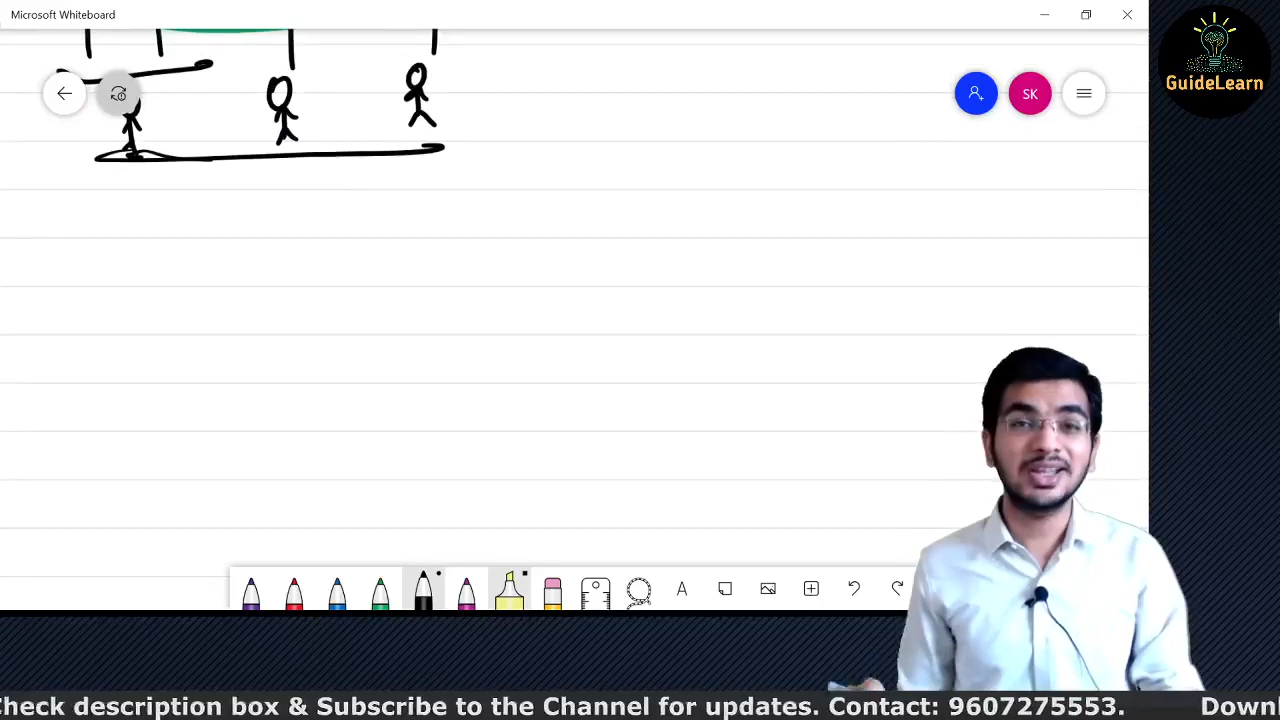 Microsoft Whiteboard
GuideLearn
SK
A
Check description box & Subscribe to the Channel for updates. Contact: 9607275553. Downl